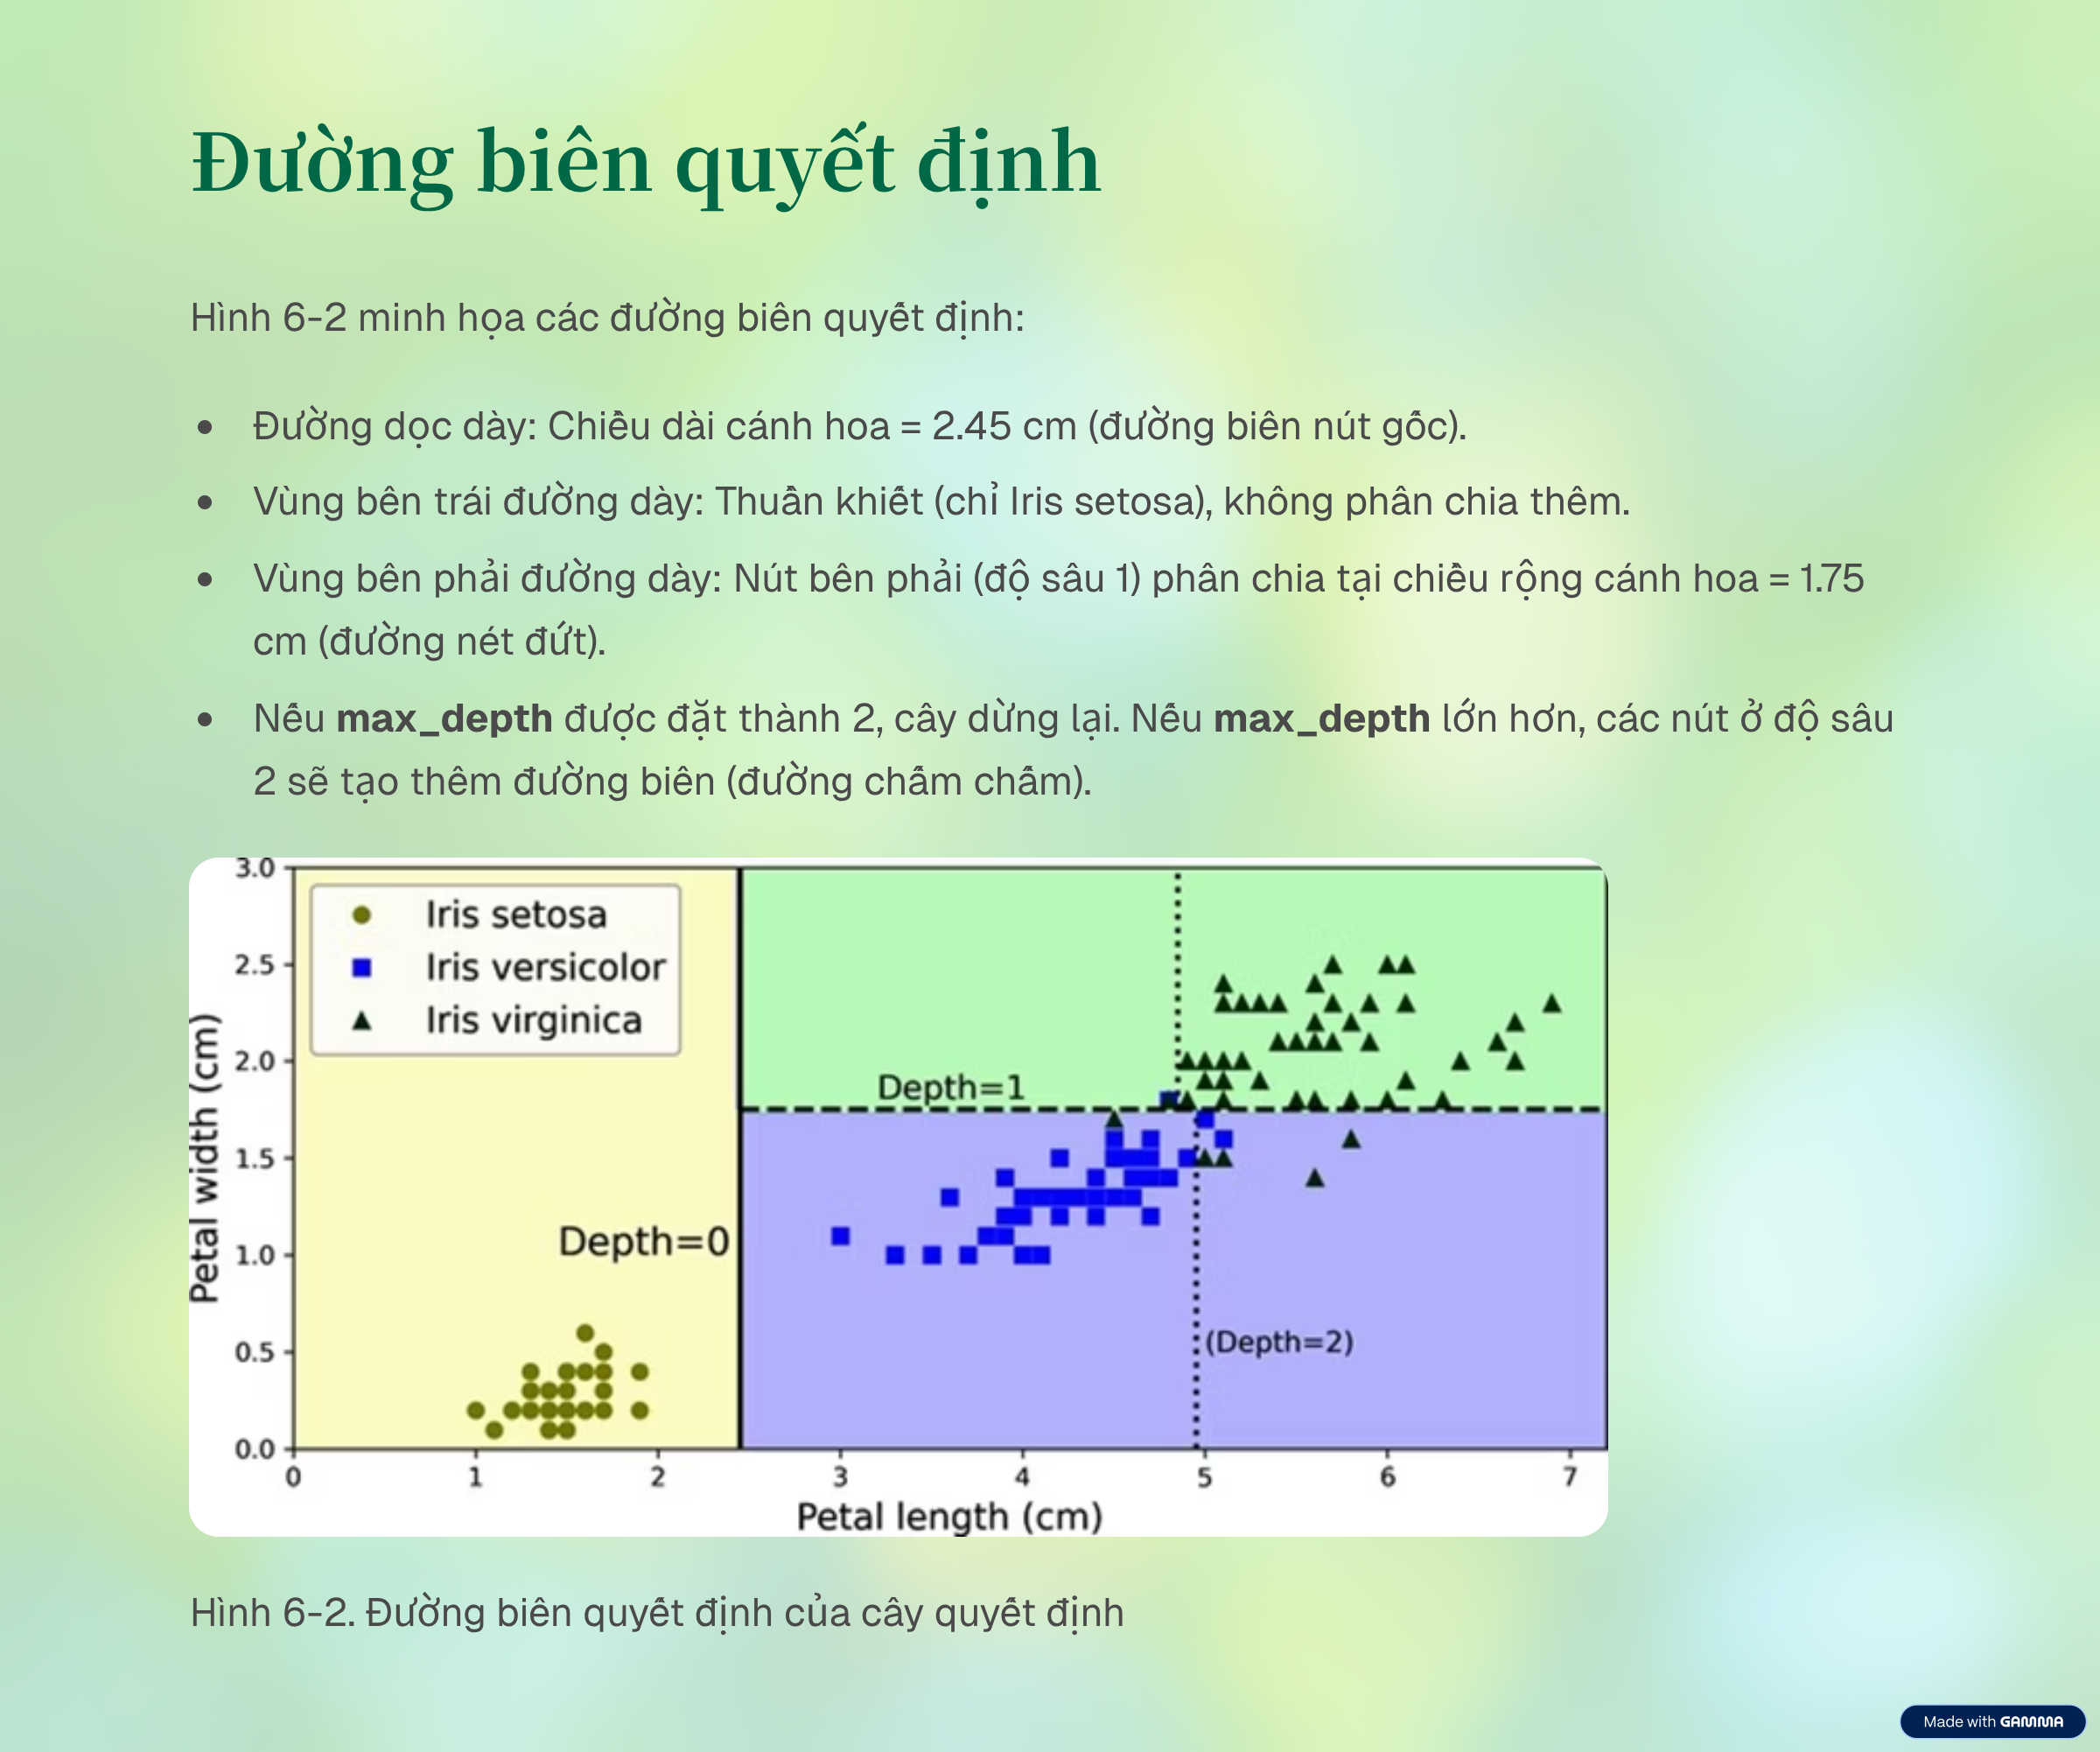 Đường biên quyết định
Hình 6-2 minh họa các đường biên quyết định:
Đường dọc dày: Chiều dài cánh hoa = 2.45 cm (đường biên nút gốc).
Vùng bên trái đường dày: Thuần khiết (chỉ Iris setosa), không phân chia thêm.
Vùng bên phải đường dày: Nút bên phải (độ sâu 1) phân chia tại chiều rộng cánh hoa = 1.75
cm (đường nét đứt).
Nếu max_depth được đặt thành 2, cây dừng lại. Nếu max_depth lớn hơn, các nút ở độ sâu
2 sẽ tạo thêm đường biên (đường chấm chấm).
3.0
2.5
2.0
1.5
1.0
0.5
0.0
Petal width (cm)
Iris setosa
Iris versicolor
Iris virginica
Depth=1
Depth=0
(Depth=2)
0 1 2 3 4 5 6 7
Petal length (cm)
Hình 6-2. Đường biên quyết định của cây quyết định
Made with GAMMA